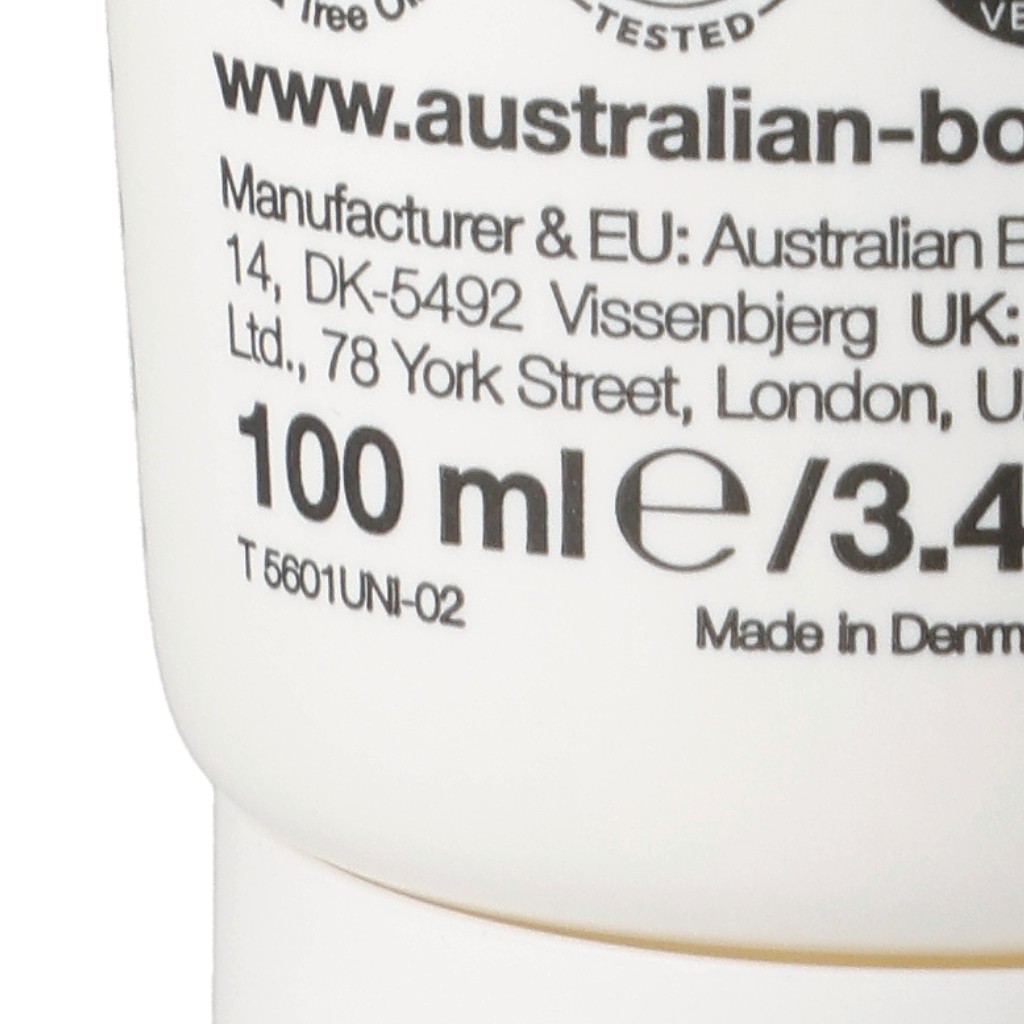 Tree
TESTED
www.australian-bo
Manufacturer & EU: Australian
14, DK-5492 Vissenbjerg UK:
Ltd., 78 York Street, London, U
100 ml e /3.4
T 5601UNI-02
Made in Denm